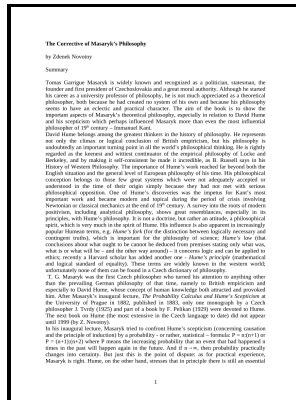 The Corrective of Masaryk's Philosophy
by Zdenek Novotny
Summary
Tomas Garrigue Masaryk is widely known and recognized as a politician, statesman, the
founder and first president of Czechoslovakia and a great moral authority. Although he started
his career as a university professor of philosophy, he is not much appreciated as a theoretical
philosopher, both because he had created no system of his own and because his philosophy
seems to have an eclectic and practical character. The aim of the book is to show the
important aspects of Masaryk's theoretical philosophy, especially in relation to David Hume
and his scepticism which perhaps influenced Masaryk more than even the most influential
philosopher of 19th century – Immanuel Kant.
David Hume belongs among the greatest thinkers in the history of philosophy. He represents
not only the climax or logical conclusion of British empiricism, but his philosophy is
undoubtedly an important turning point in all the world's philosophical thinking. He is rightly
regarded as the keenest and wittiest continuator of the empirical philosophy of Locke and
Berkeley, and by making it self-consistent he made it incredible, as B. Russell says in his
History of Western Philosophy. The importance of Hume's work reached far beyond both the
English situation and the general level of European philosophy of his time. His philosophical
conception belongs to those few great systems which were not adequately accepted or
understood in the time of their origin simply because they had not met with serious
philosophical opposition. One of Hume's discoveries was the impetus for Kant's most
important work and became modern and topical during the period of crisis involving
Newtonian or classical mechanics at the end of 19th century. A survey into the roots of modern
positivism, including analytical philosophy, shows great resemblances, especially in its
principles, with Hume's philosophy. It is not a doctrine, but rather an attitude, a philosophical
spirit, which is very much in the spirit of Hume. His influence is also apparent in increasingly
popular Humean terms, e.g. Hume's fork (for the distinction between logically necessary and
contingent truths), which is important for the philosophy of science; Hume's law (that
conclusions about what ought to be cannot be deduced from premises stating only what was,
what is or what will be – and the other way around) – it concerns logic and can be applied to
ethics; recently a Harvard scholar has added another one - Hume's principle (mathematical
and logical standard of equality). These terms are widely known in the western world;
unfortunately none of them can be found in a Czech dictionary of philosophy.
T. G. Masaryk was the first Czech philosopher who turned his attention to anything other
than the prevailing German philosophy of that time, namely to British empiricism and
especially to David Hume, whose concept of human knowledge both attracted and provoked
him. After Masaryk's inaugural lecture, The Probability Calculus and Hume's Scepticism at
the University of Prague in 1882, published in 1883, only one monograph by a Czech
philosopher J. Tvrdy (1925) and part of a book by F. Pelikan (1929) were devoted to Hume.
The next book on Hume (the most extensive in the Czech language to date) did not appear
until 1999 (by Z. Novotny).
In his inaugural lecture, Masaryk tried to confront Hume's scepticism (concerning causation
and the principle of induction) by a probability - or rather, statistical – formula: P = n:(n+1) or
P = (n+1):(n+2) where P means the increasing probability that an event that had happened n
times in the past will happen again in the future. And if n→∞, then probability practically
changes into certainty. But just this is the point of dispute: as for practical experience,
Masaryk is right. Hume, on the other hand, stresses that in principle there is still an essential
1